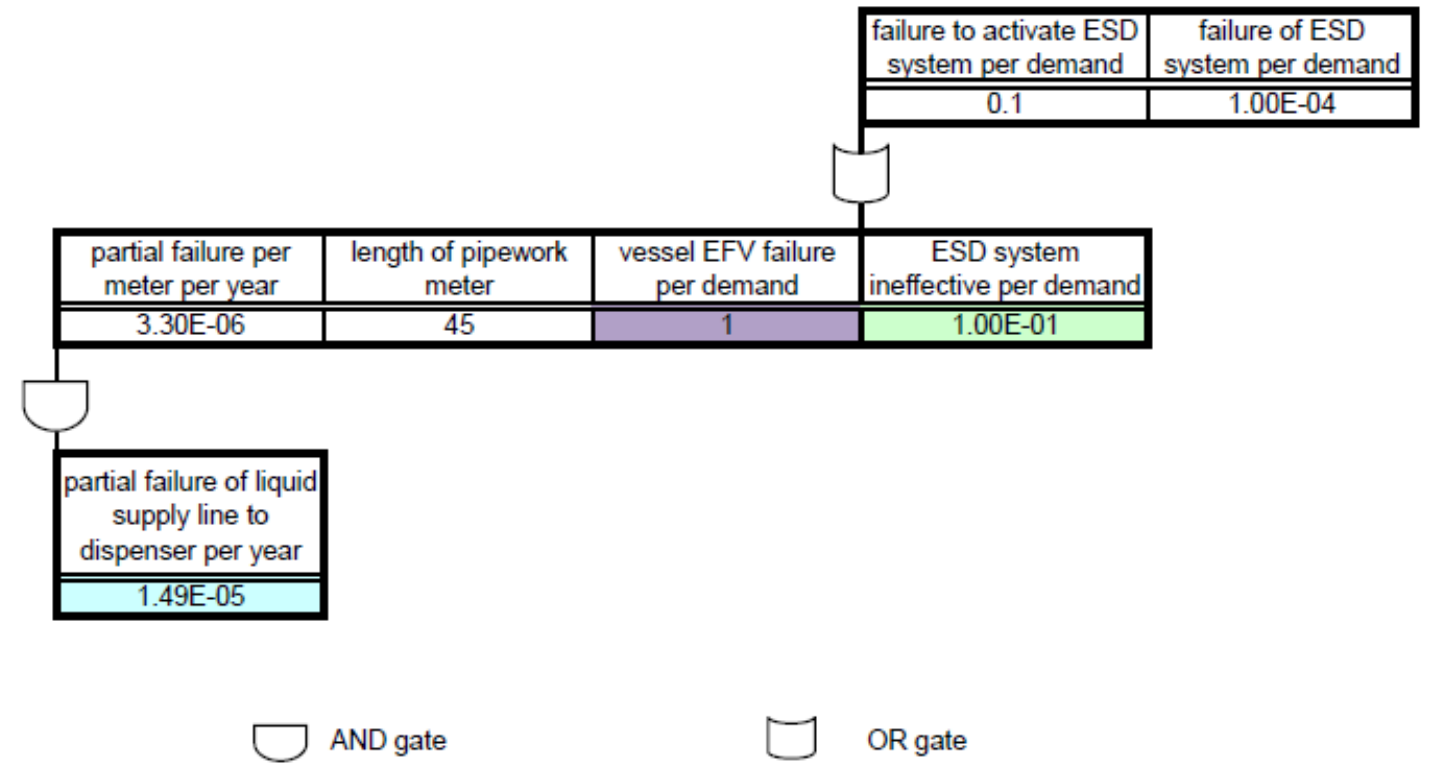 failure to activate ESD
system per demand
failure of ESD
system per demand
0.1
1.00E-04
partial failure per
meter per year
length of pipework
meter
vessel EFV failure
per demand
ESD system
ineffective per demand
3.30E-06
45
1
1.00E-01
partial failure of liquid
supply line to
dispenser per year
1.49E-05
AND gate
OR gate